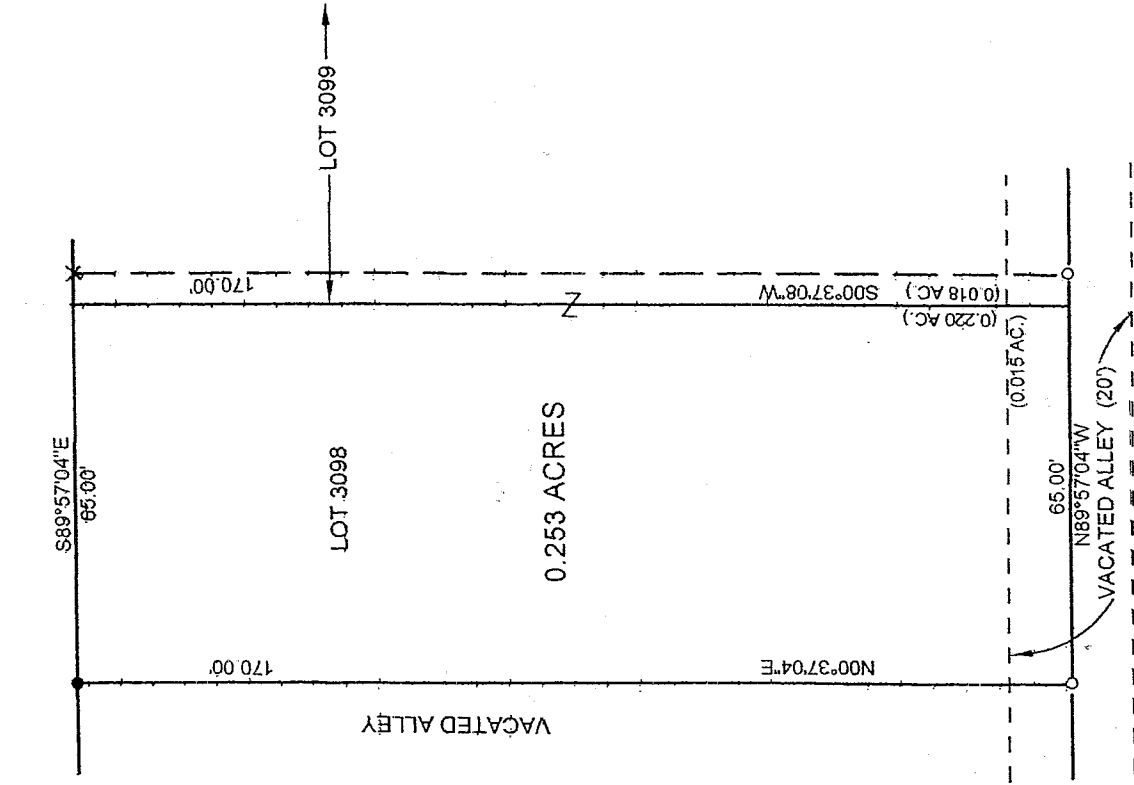 LOT 3099
S89°57'04"E
65.00'
170.00'
S00°37'08"W
(0.018 AC.)
(0.220 AC.)
(0.015 AC.)
Z
LOT 3098
0.253 ACRES
170.00'
N00°37'04"E
VACATED ALLEY
65.00'
N89°57'04"W
VACATED ALLEY (20')